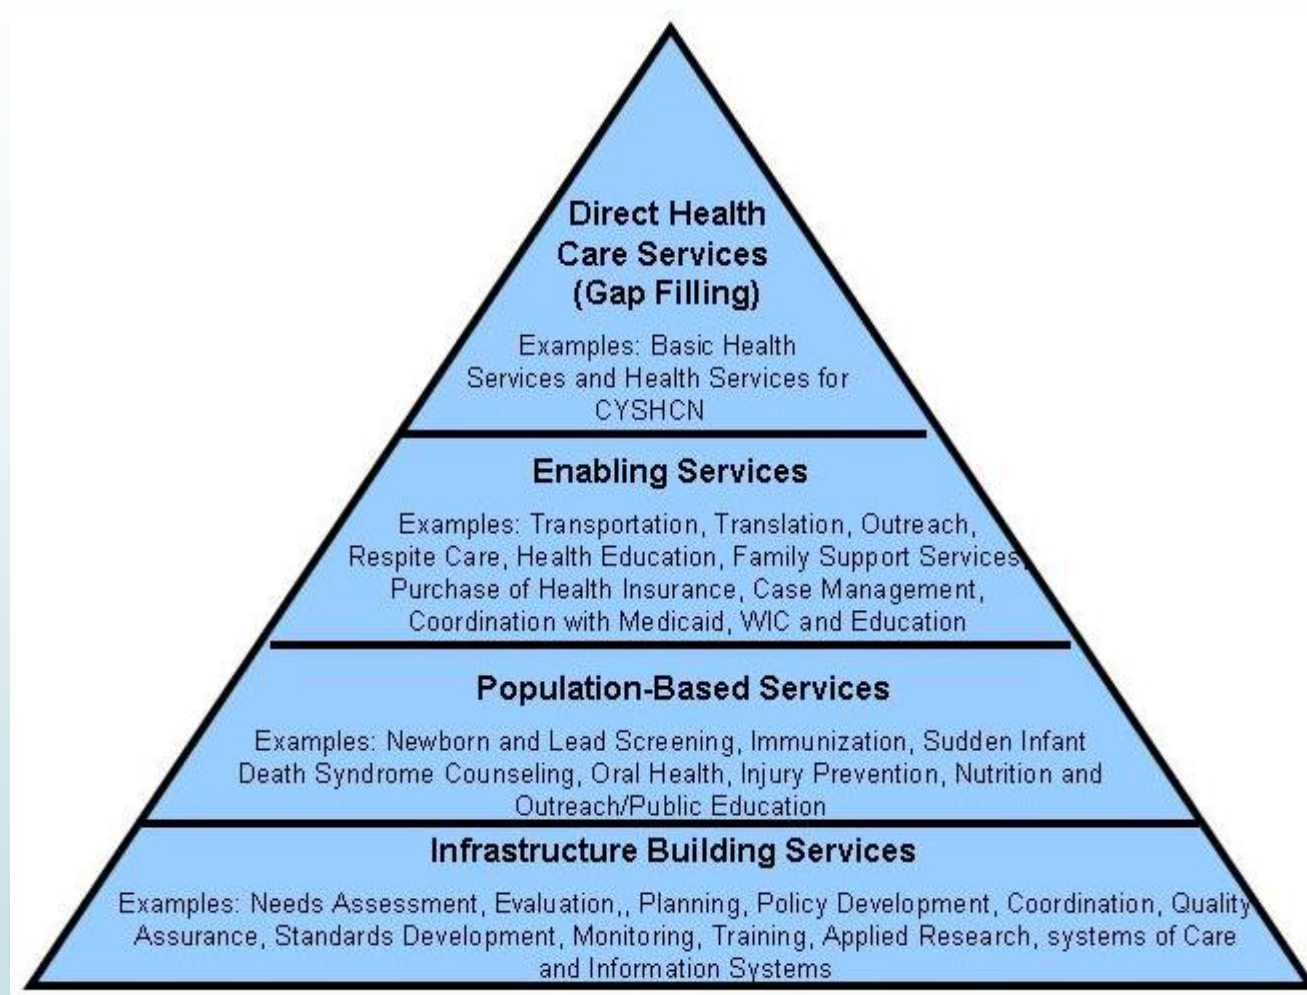 Direct Health
Care Services
(Gap Filling)
Examples: Basic Health
Services and Health Services for
CYSHCN
Enabling Services
Examples: Transportation, Translation, Outreach,
Respite Care, Health Education, Family Support Services,
Purchase of Health Insurance, Case Management,
Coordination with Medicaid, WIC and Education
Population-Based Services
Examples: Newborn and Lead Screening, Immunization, Sudden Infant
Death Syndrome Counseling, Oral Health, Injury Prevention, Nutrition and
Outreach/Public Education
Infrastructure Building Services
Examples: Needs Assessment, Evaluation,, Planning, Policy Development, Coordination, Quality
Assurance, Standards Development, Monitoring, Training, Applied Research, systems of Care
and Information Systems